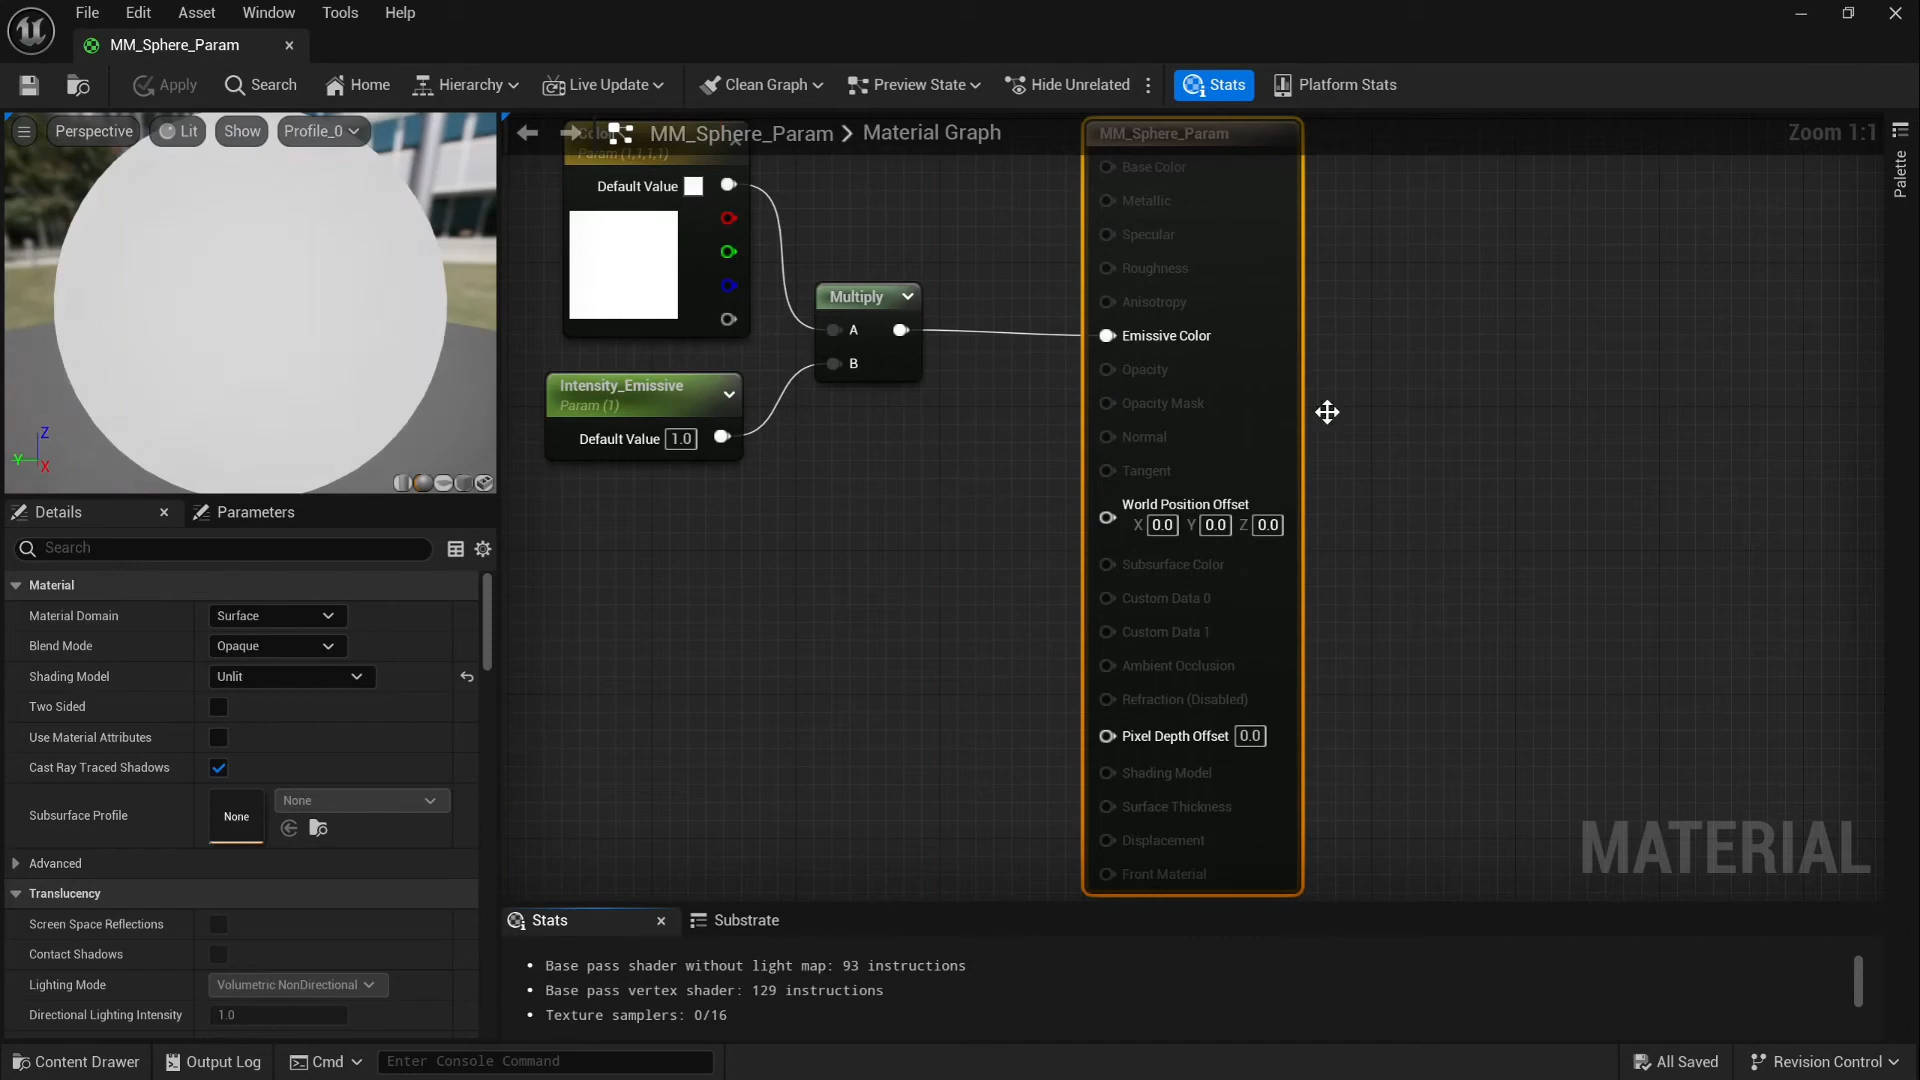 File Edit Asset Window Tools Help
MM_Sphere_Param
Apply Search Home Hierarchy Live Update Clean Graph Preview State Hide Unrelated Stats Platform Stats
Perspective Lit Show Profile_0
MM_Sphere_Param > Material Graph
Zoom 1:1
Palette
Color
Param (1,1,1,1)
Default Value
Multiply
A
B
Intensity_Emissive
Param (1)
Default Value 1.0
MM_Sphere_Param
Base Color
Metallic
Specular
Roughness
Anisotropy
Emissive Color
Opacity
Opacity Mask
Normal
Tangent
World Position Offset
X 0.0 Y 0.0 Z 0.0
Subsurface Color
Custom Data 0
Custom Data 1
Ambient Occlusion
Refraction (Disabled)
Pixel Depth Offset 0.0
Shading Model
Surface Thickness
Displacement
Front Material
MATERIAL
Z
Y
X
Details Parameters
Search
Material
Material Domain Surface
Blend Mode Opaque
Shading Model Unlit
Two Sided
Use Material Attributes
Cast Ray Traced Shadows
Subsurface Profile None None
Advanced
Translucency
Screen Space Reflections
Contact Shadows
Lighting Mode Volumetric NonDirectional
Directional Lighting Intensity 1.0
Stats Substrate
• Base pass shader without light map: 93 instructions
• Base pass vertex shader: 129 instructions
• Texture samplers: 0/16
Content Drawer Output Log Cmd Enter Console Command All Saved Revision Control